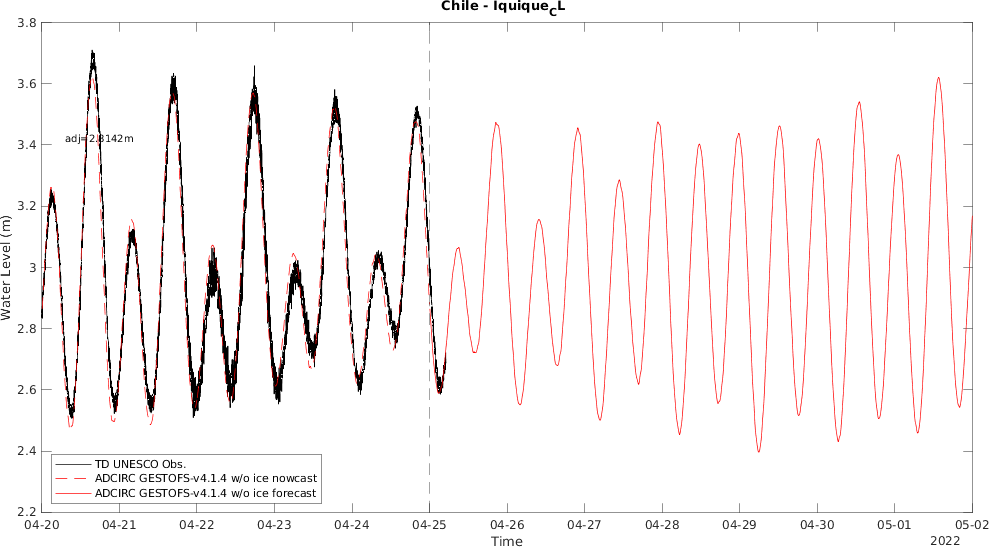 Chile - Iquique_CL
3.8
3.6
3.4
3.2
3
2.8
2.6
2.4
2.2
Water Level (m)
adj=2.8142m
TD UNESCO Obs.
ADCIRC GESTOFS-v4.1.4 w/o ice nowcast
ADCIRC GESTOFS-v4.1.4 w/o ice forecast
04-20 04-21 04-22 04-23 04-24 04-25 04-26 04-27 04-28 04-29 04-30 05-01 05-02
Time
2022